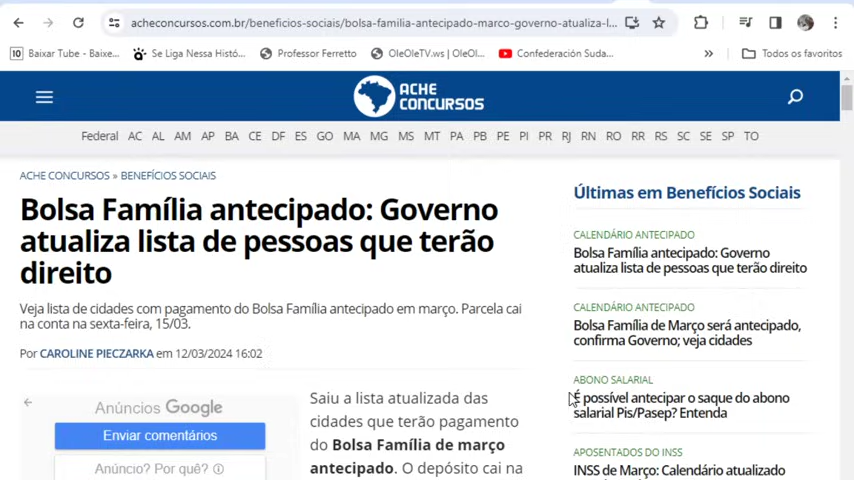 acheconcursos.com.br/beneficios-sociais/bolsa-familia-antecipado-marco-governo-atualiza-l...
Baixar Tube - Baixe... Se Liga Nessa Histó... Professor Ferretto OleOleTV.ws | OleOl... Confederación Suda... » Todos os favoritos
ACHE
CONCURSOS
Federal AC AL AM AP BA CE DF ES GO MA MG MS MT PA PB PE PI PR RJ RN RO RR RS SC SE SP TO
ACHE CONCURSOS » BENEFÍCIOS SOCIAIS
Bolsa Família antecipado: Governo
atualiza lista de pessoas que terão
direito
Veja lista de cidades com pagamento do Bolsa Família antecipado em março. Parcela cai
na conta na sexta-feira, 15/03.
Por CAROLINE PIECZARKA em 12/03/2024 16:02
Anúncios Google
Enviar comentários
Anúncio? Por quê?
Saiu a lista atualizada das
cidades que terão pagamento
do Bolsa Família de março
antecipado. O depósito cai na
Últimas em Benefícios Sociais
CALENDÁRIO ANTECIPADO
Bolsa Família antecipado: Governo
atualiza lista de pessoas que terão direito
CALENDÁRIO ANTECIPADO
Bolsa Família de Março será antecipado,
confirma Governo; veja cidades
ABONO SALARIAL
É possível antecipar o saque do abono
salarial Pis/Pasep? Entenda
APOSENTADOS DO INSS
INSS de Março: Calendário atualizado